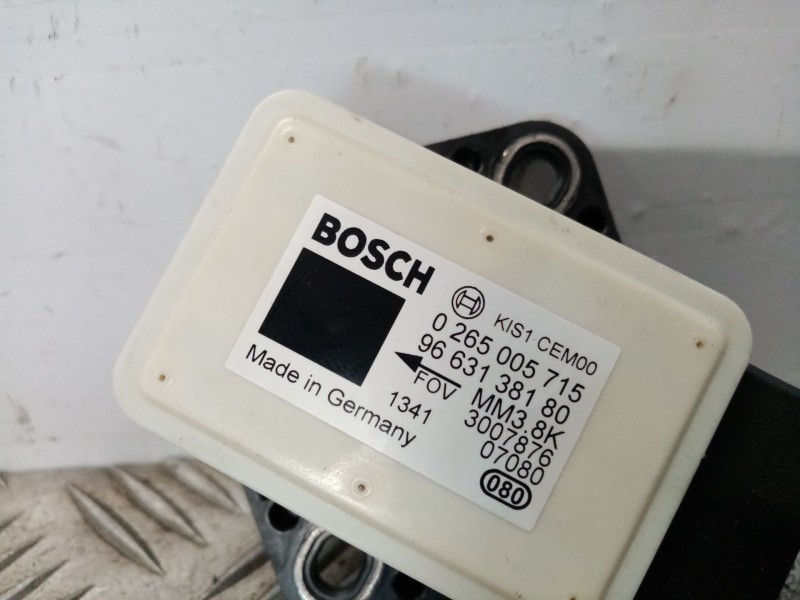 BOSCH
KIS1 CEM00
0 265 005 715
96 631 381 80
FOV
MM3.8K
1341
3007876
Made in Germany
07080
080